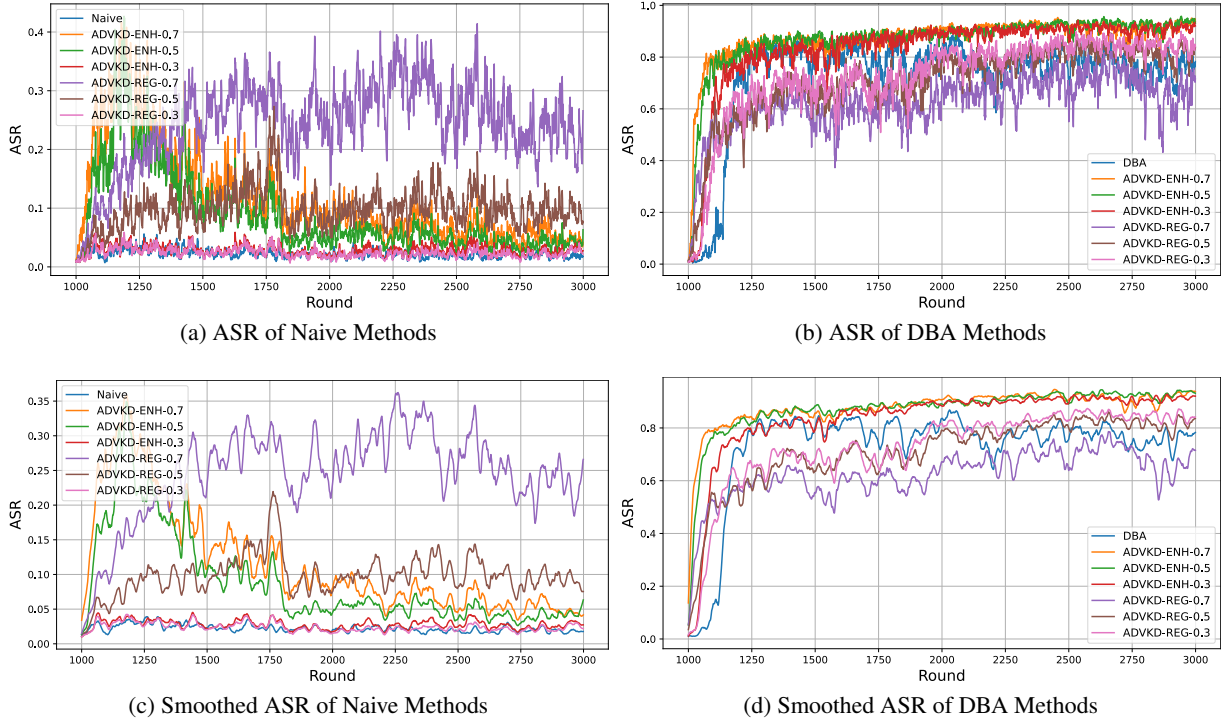 0.4
0.3
0.2
0.1
0.0
ASR
Naive
ADVKD-ENH-0.7
ADVKD-ENH-0.5
ADVKD-ENH-0.3
ADVKD-REG-0.7
ADVKD-REG-0.5
ADVKD-REG-0.3
1000 1250 1500 1750 2000 2250 2500 2750 3000
Round
(a) ASR of Naive Methods
1.0
0.8
0.6
0.4
0.2
0.0
ASR
DBA
ADVKD-ENH-0.7
ADVKD-ENH-0.5
ADVKD-ENH-0.3
ADVKD-REG-0.7
ADVKD-REG-0.5
ADVKD-REG-0.3
1000 1250 1500 1750 2000 2250 2500 2750 3000
Round
(b) ASR of DBA Methods
0.35
0.30
0.25
0.20
0.15
0.10
0.05
0.00
ASR
Naive
ADVKD-ENH-0.7
ADVKD-ENH-0.5
ADVKD-ENH-0.3
ADVKD-REG-0.7
ADVKD-REG-0.5
ADVKD-REG-0.3
1000 1250 1500 1750 2000 2250 2500 2750 3000
Round
(c) Smoothed ASR of Naive Methods
0.8
0.6
0.4
0.2
0.0
ASR
DBA
ADVKD-ENH-0.7
ADVKD-ENH-0.5
ADVKD-ENH-0.3
ADVKD-REG-0.7
ADVKD-REG-0.5
ADVKD-REG-0.3
1000 1250 1500 1750 2000 2250 2500 2750 3000
Round
(d) Smoothed ASR of DBA Methods